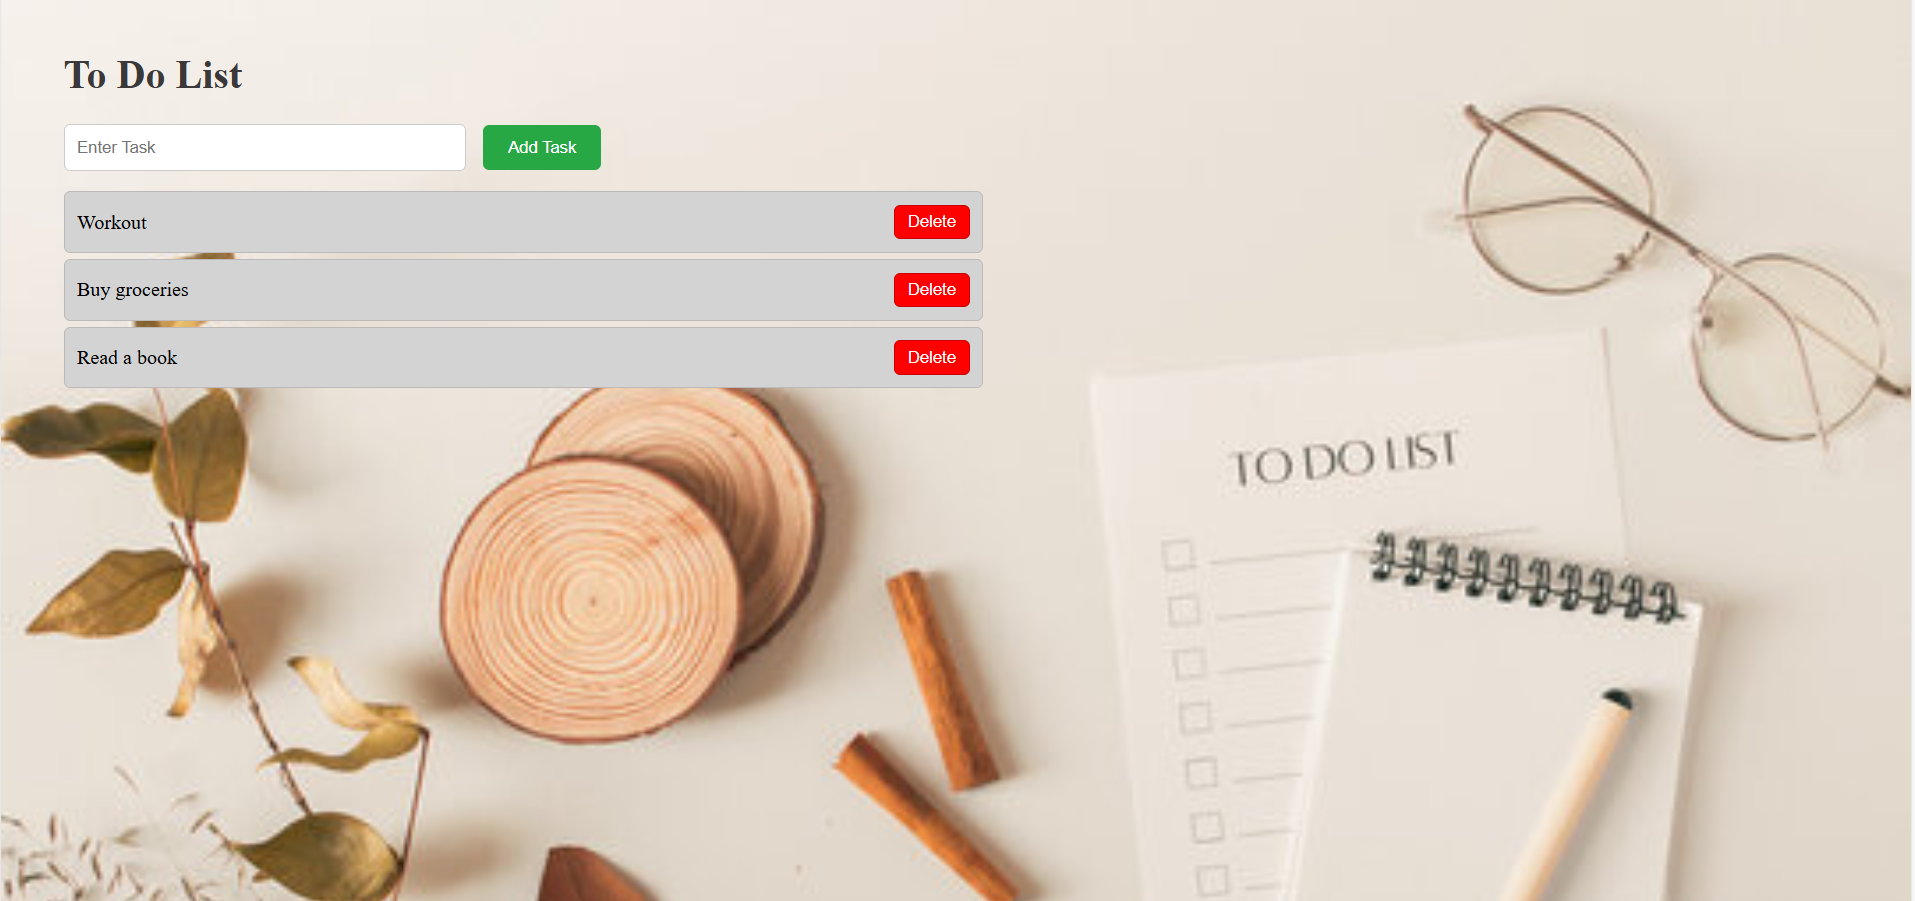 To Do List
Enter Task
Add Task
Workout
Delete
Buy groceries
Delete
Read a book
Delete
TO DO LIST